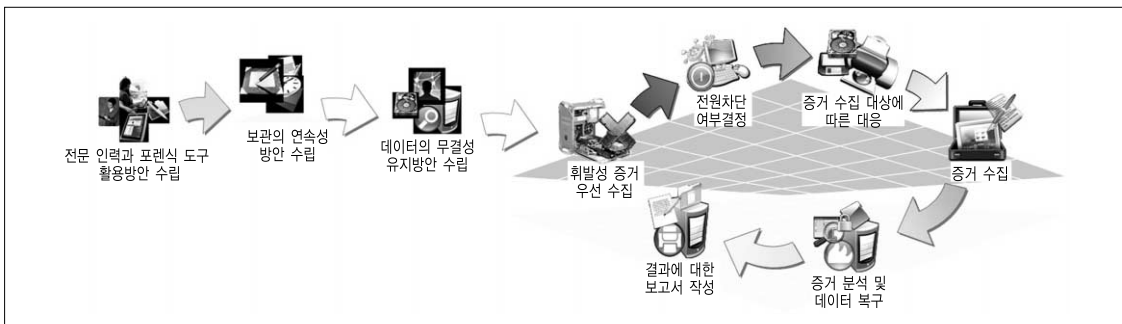 전문 인력과 포렌식 도구
활용방안 수립
보관의 연속성
방안 수립
데이터의 무결성
유지방안 수립
휘발성 증거
우선 수집
전원차단
여부결정
증거 수집 대상에
따른 대응
증거 수집
증거 분석 및
데이터 복구
결과에 대한
보고서 작성